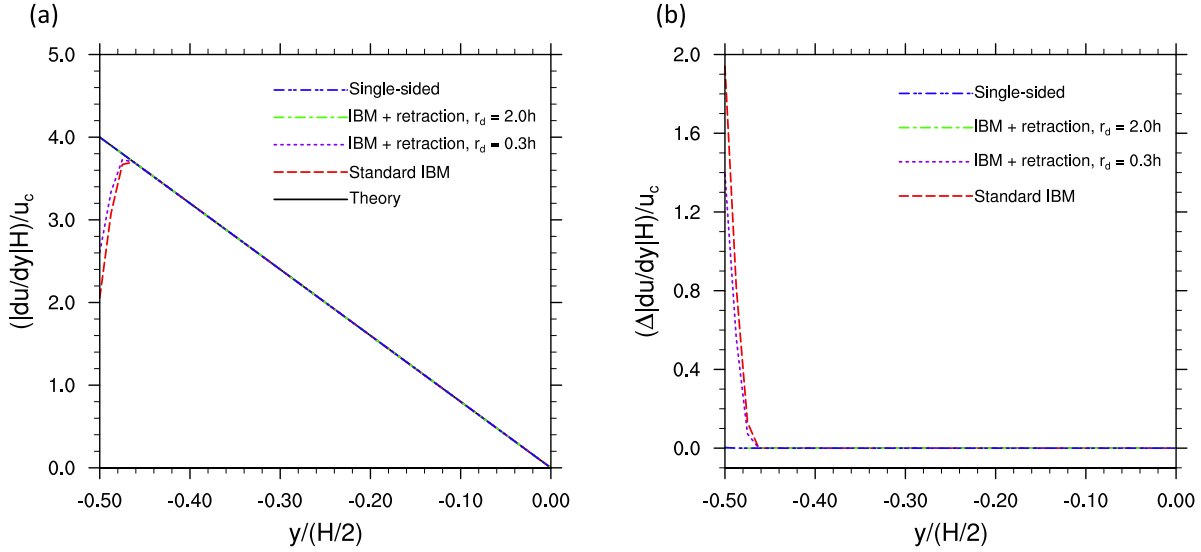 (a)
5.0
4.0
3.0
2.0
1.0
0.0
(|du/dy|H)/u_c
Single-sided
IBM + retraction, r_d = 2.0h
IBM + retraction, r_d = 0.3h
Standard IBM
Theory
-0.50
-0.40
-0.30
-0.20
-0.10
0.00
y/(H/2)
(b)
2.0
1.6
1.2
0.8
0.4
0.0
(Δ|du/dy|H)/u_c
Single-sided
IBM + retraction, r_d = 2.0h
IBM + retraction, r_d = 0.3h
Standard IBM
-0.50
-0.40
-0.30
-0.20
-0.10
0.00
y/(H/2)